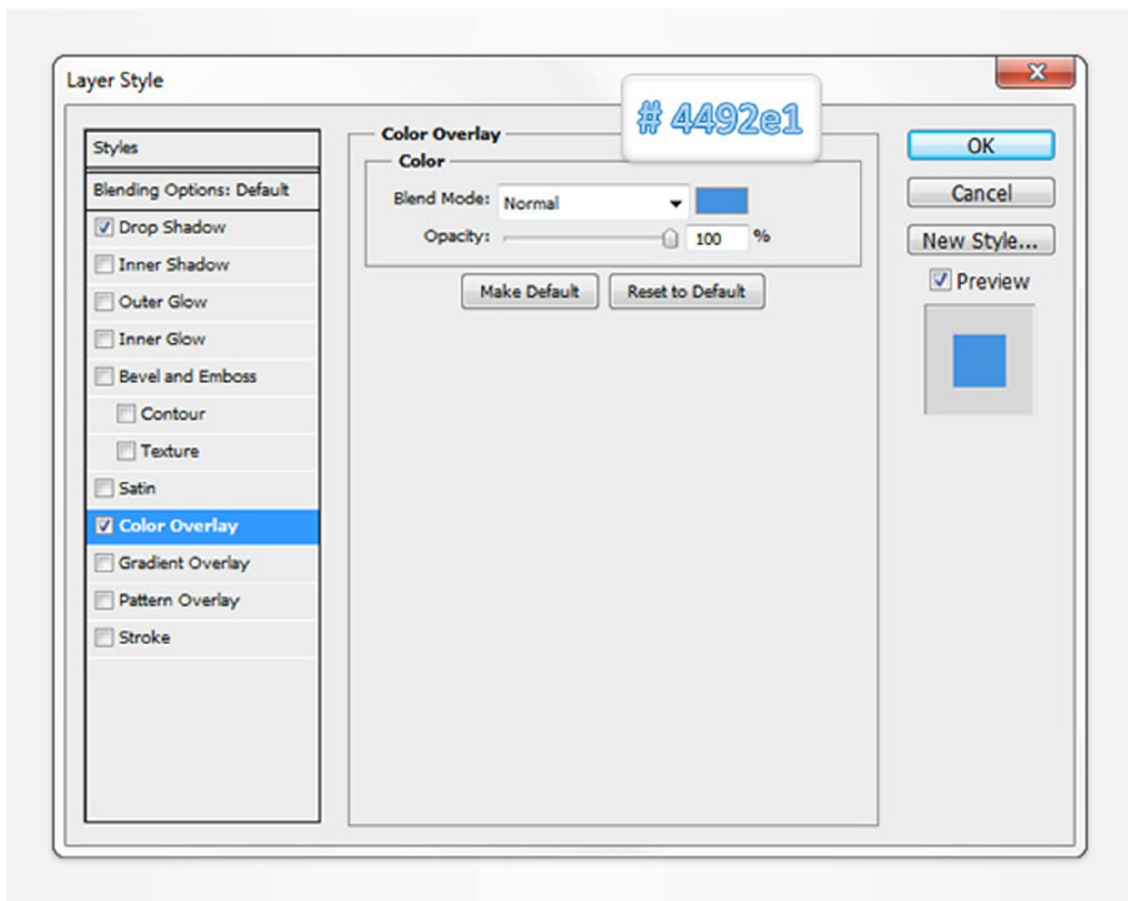 Layer Style
# 4492e1
Styles
Blending Options: Default
Drop Shadow
Inner Shadow
Outer Glow
Inner Glow
Bevel and Emboss
Contour
Texture
Satin
Color Overlay
Gradient Overlay
Pattern Overlay
Stroke
Color Overlay
Color
Blend Mode: Normal
Opacity: 100 %
Make Default Reset to Default
OK
Cancel
New Style...
Preview